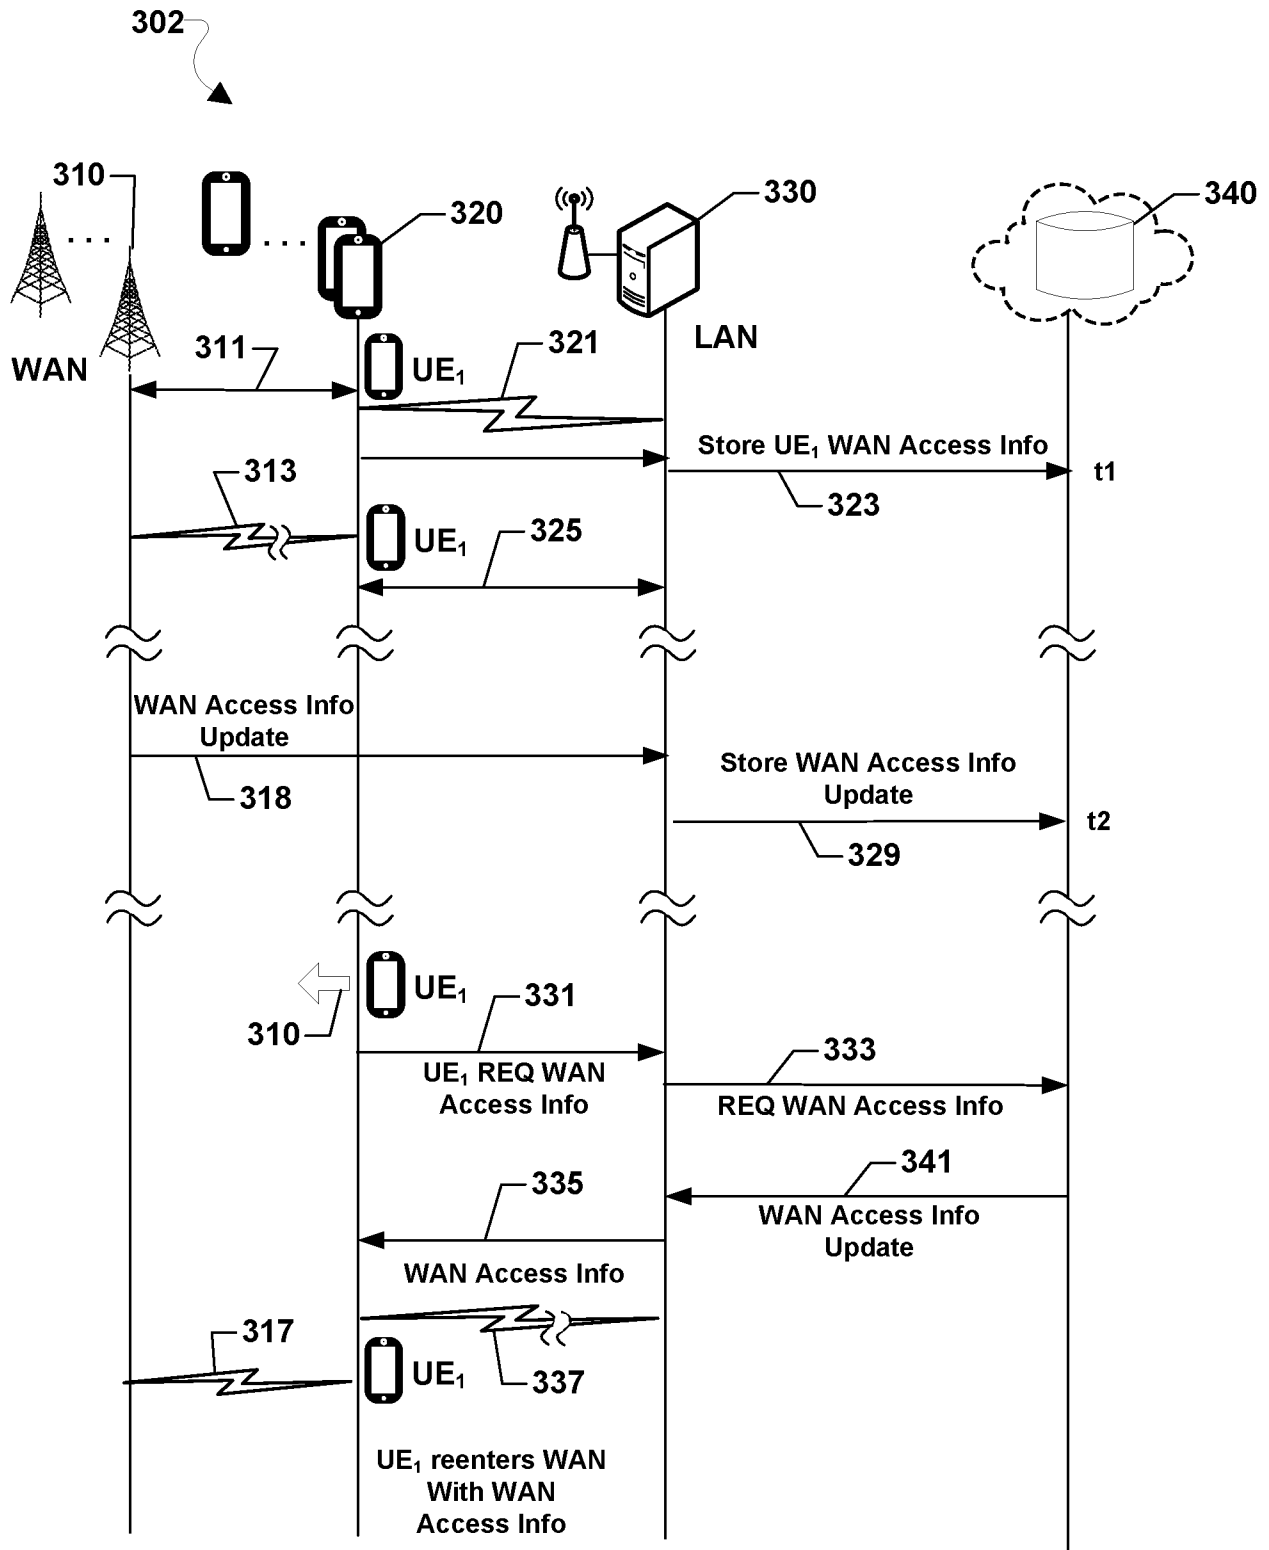 302
310
320
330
340
WAN
LAN
311
UE1
321
Store UE1 WAN Access Info
t1
323
313
UE1
325
WAN Access Info
Update
318
Store WAN Access Info
Update
t2
329
UE1
310
331
UE1 REQ WAN
Access Info
333
REQ WAN Access Info
341
WAN Access Info
Update
335
WAN Access Info
317
UE1
337
UE1 reenters WAN
With WAN
Access Info